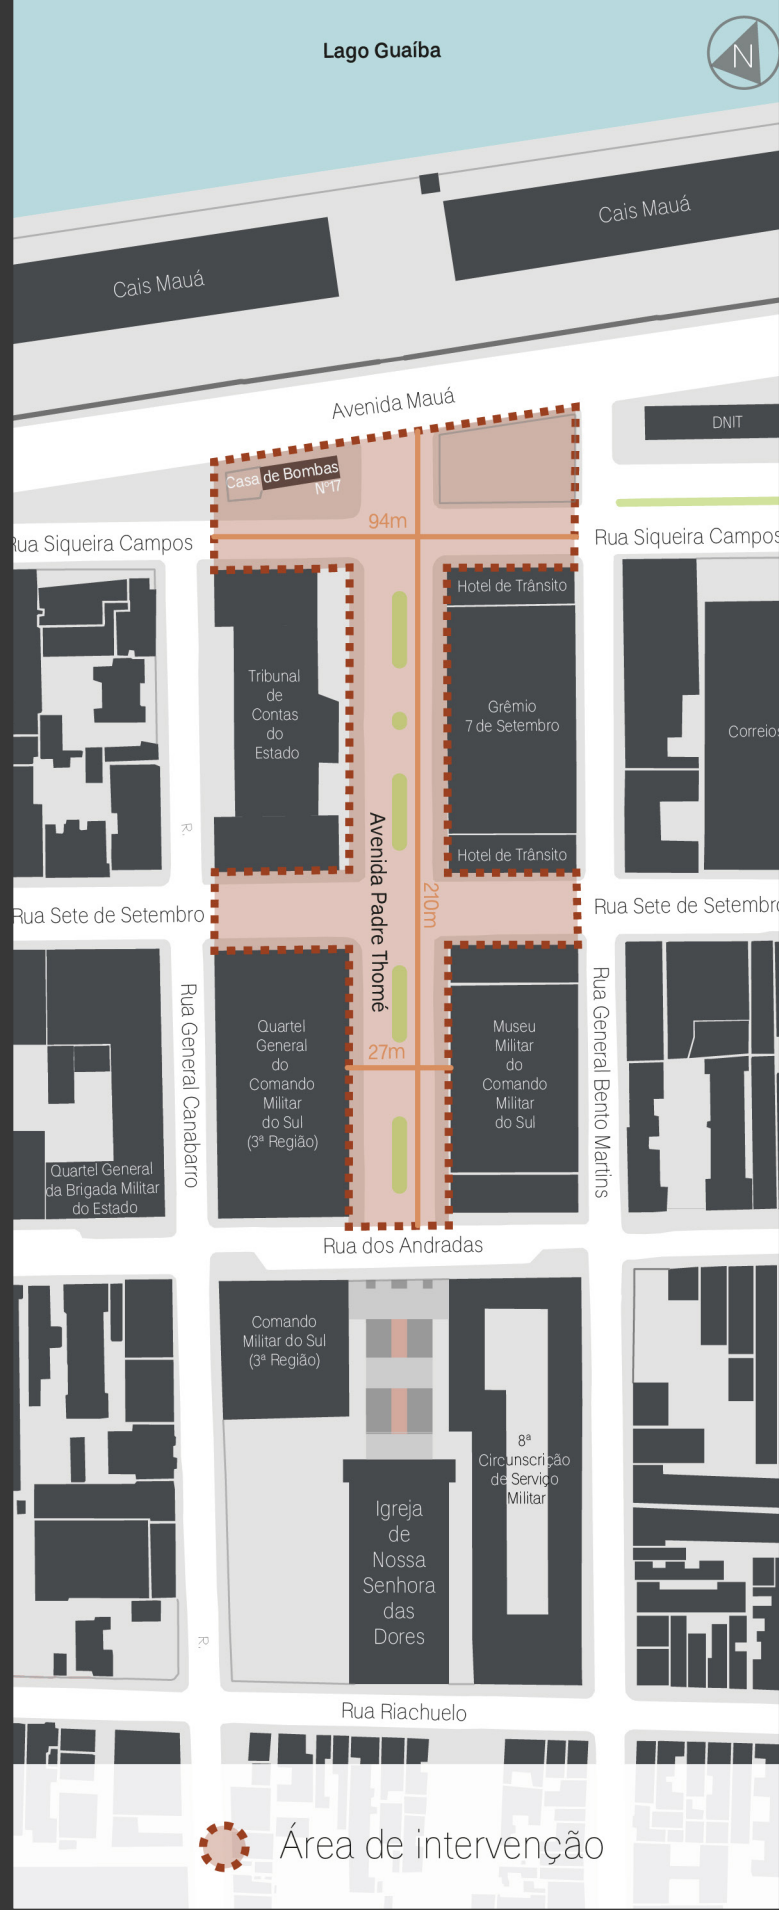 Lago Guaíba
N
Cais Mauá
Cais Mauá
Avenida Mauá
DNIT
Casa de Bombas
Nº17
94m
Rua Siqueira Campos
Rua Siqueira Campos
Hotel de Trânsito
Tribunal
de
Contas
do
Estado
Grêmio
7 de Setembro
Correios
R.
Avenida Padre Thomé
Hotel de Trânsito
210m
Rua Sete de Setembro
Rua Sete de Setembro
Rua General Canabarro
Quartel
General
do
Comando
Militar
do Sul
(3ª Região)
27m
Museu
Militar
do
Comando
Militar
do Sul
Rua General Bento Martins
Quartel General
da Brigada Militar
do Estado
Rua dos Andradas
Comando
Militar do Sul
(3ª Região)
8ª
Circunscrição
de Serviço
Militar
Igreja
de
Nossa
Senhora
das
Dores
R.
Rua Riachuelo
Área de intervenção